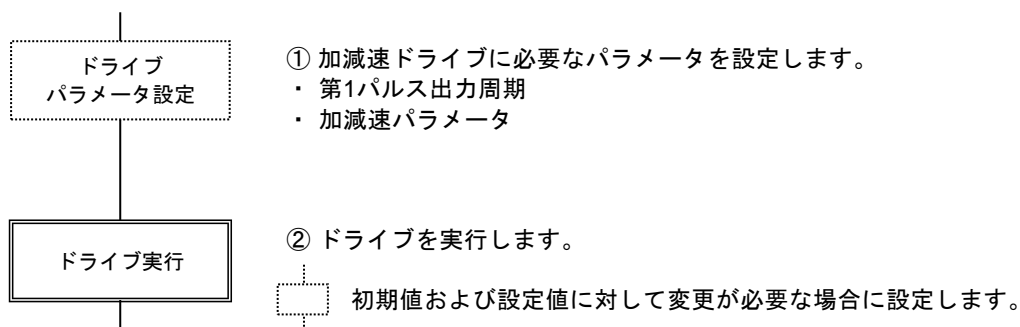 ドライブ
パラメータ設定
① 加減速ドライブに必要なパラメータを設定します。
・ 第1パルス出力周期
・ 加減速パラメータ
ドライブ実行
② ドライブを実行します。
初期値および設定値に対して変更が必要な場合に設定します。